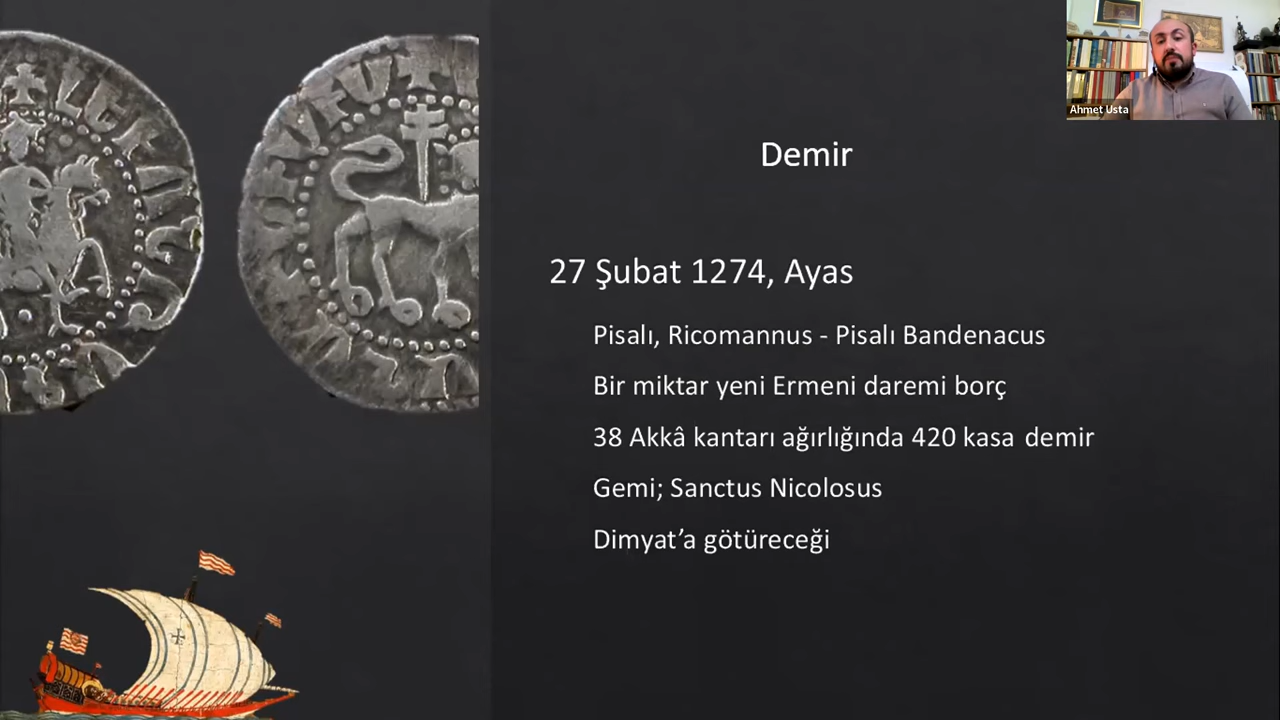 Ahmet Usta
Demir
27 Şubat 1274, Ayas
Pisalı, Ricomannus - Pisalı Bandenacus
Bir miktar yeni Ermeni daremi borç
38 Akkâ kantarı ağırlığında 420 kasa demir
Gemi; Sanctus Nicolosus
Dimyat’a götüreceği